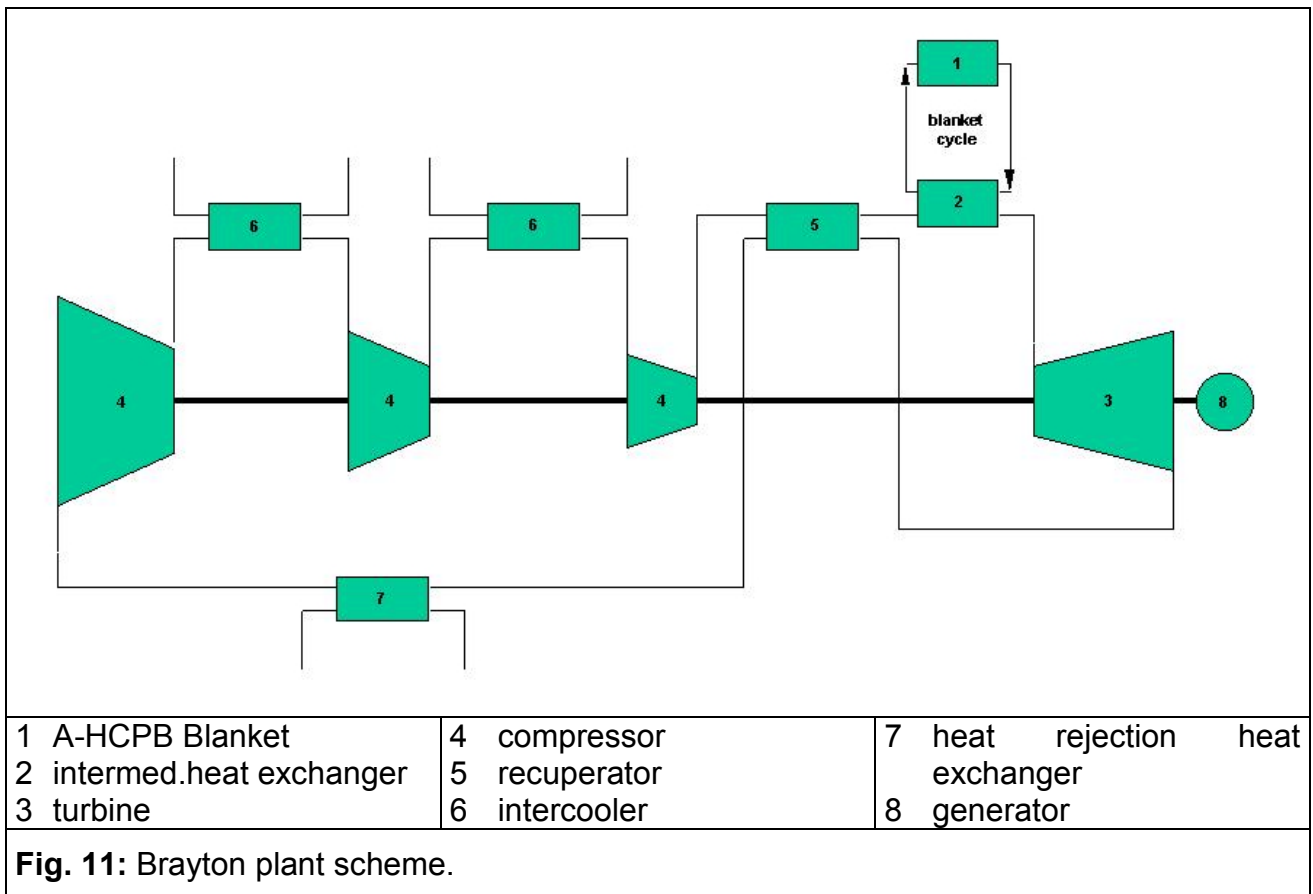 1
blanket
cycle
2
6
6
5
4
4
4
3
8
7
1 A-HCPB Blanket
2 intermed.heat exchanger
3 turbine
4 compressor
5 recuperator
6 intercooler
7 heat rejection heat
exchanger
8 generator
Fig. 11: Brayton plant scheme.